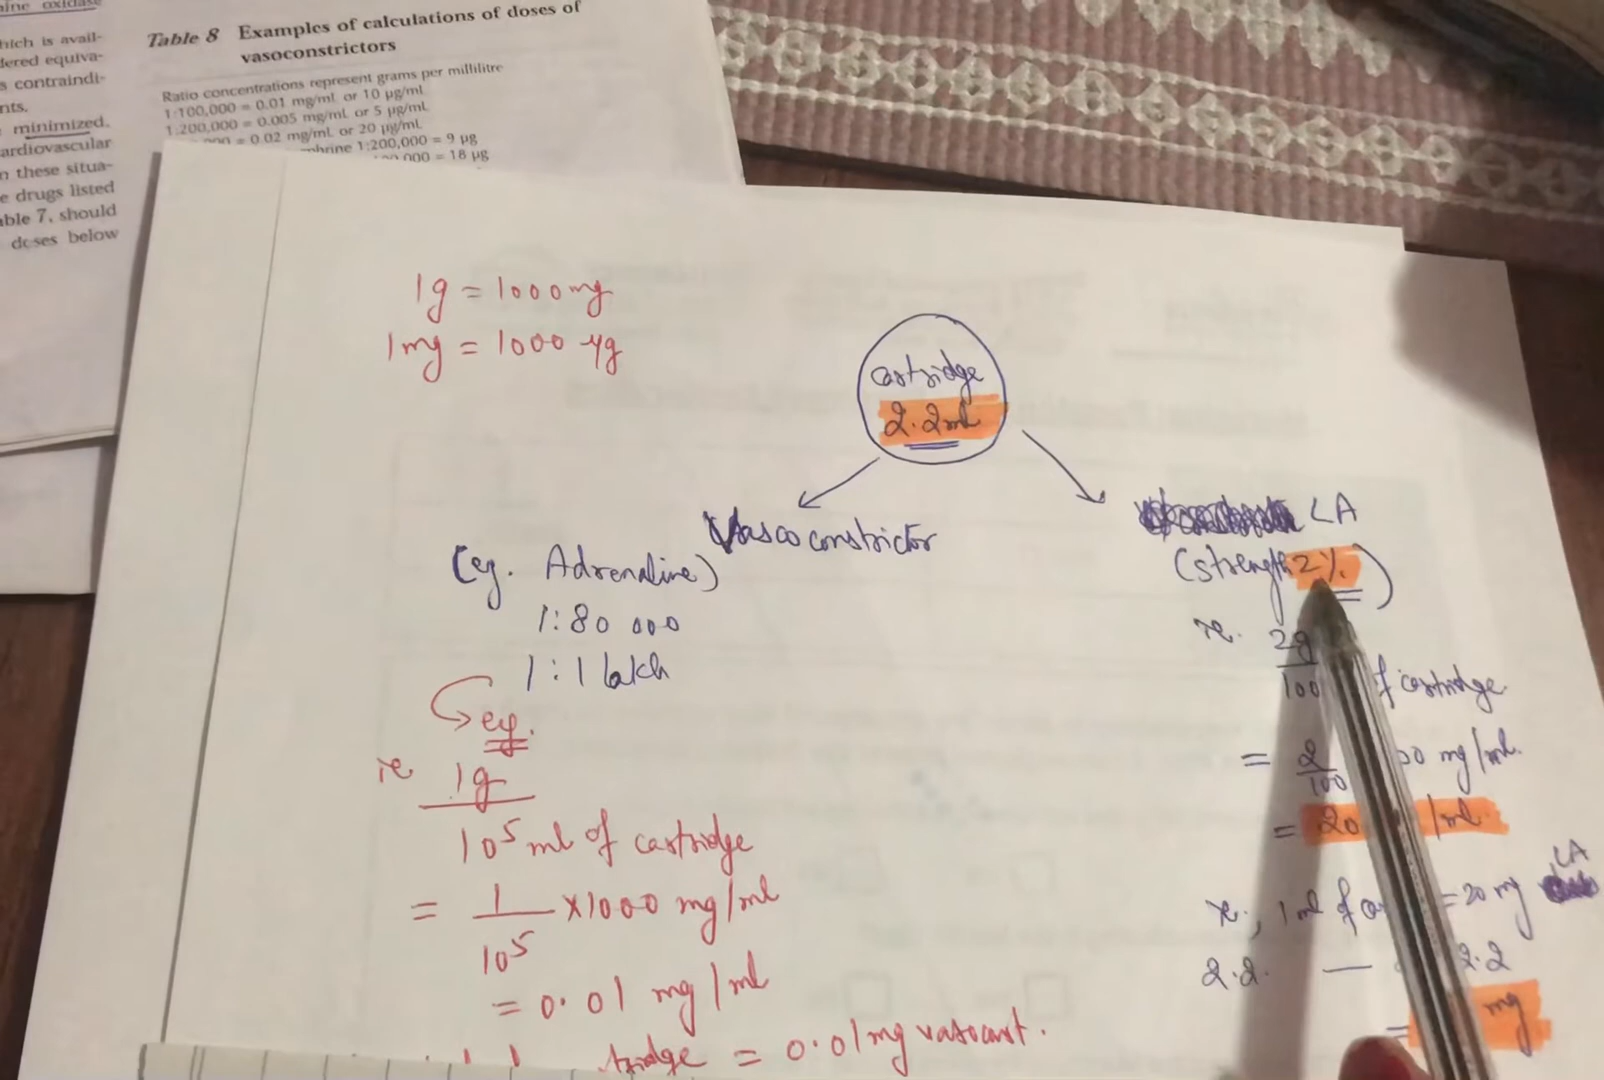 hich is avail-
dered equiva-
s contraindi-
nts.
minimized.
ardiovascular
n these situa-
e drugs listed
able 7, should
doses below
Table 8 Examples of calculations of doses of
vasoconstrictors
Ratio concentrations represent grams per millilitre
1:100,000 = 0.01 mg/mL or 10 µg/mL
1:200,000 = 0.005 mg/mL or 5 µg/mL
= 0.02 mg/mL or 20 µg/mL
1:200,000 = 9 µg
000 = 18 µg
1g = 1000mg
1mg = 1000 µg
cartridge
2.2ml
Vasoconstrictor
(eg. Adrenaline)
1:80 000
1:1 lakh
eg.
ie 1g
10⁵ ml of cartridge
= 1/10⁵ ×1000 mg/ml
= 0.01 mg/ml
= 0.01mg vasocont.
LA
(strength 2%)
ie. 2g
100 of cartridge
= 2/100 00 mg/ml.
= 20 /ml.
ie., 1ml of = 20 mg LA
2.2. — 2.2
= mg